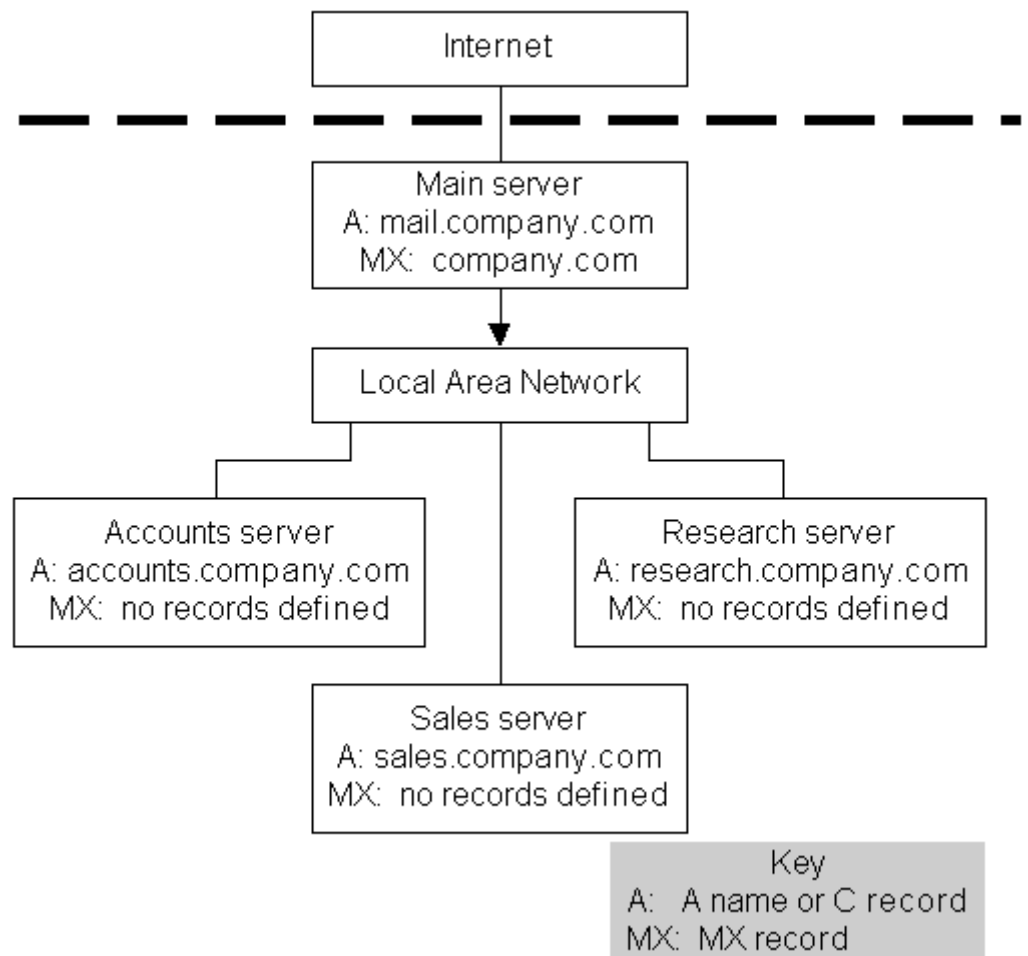 Internet
Main server
A: mail.company.com
MX: company.com
Local Area Network
Accounts server
A: accounts.company.com
MX: no records defined
Research server
A: research.company.com
MX: no records defined
Sales server
A: sales.company.com
MX: no records defined
Key
A: A name or C record
MX: MX record